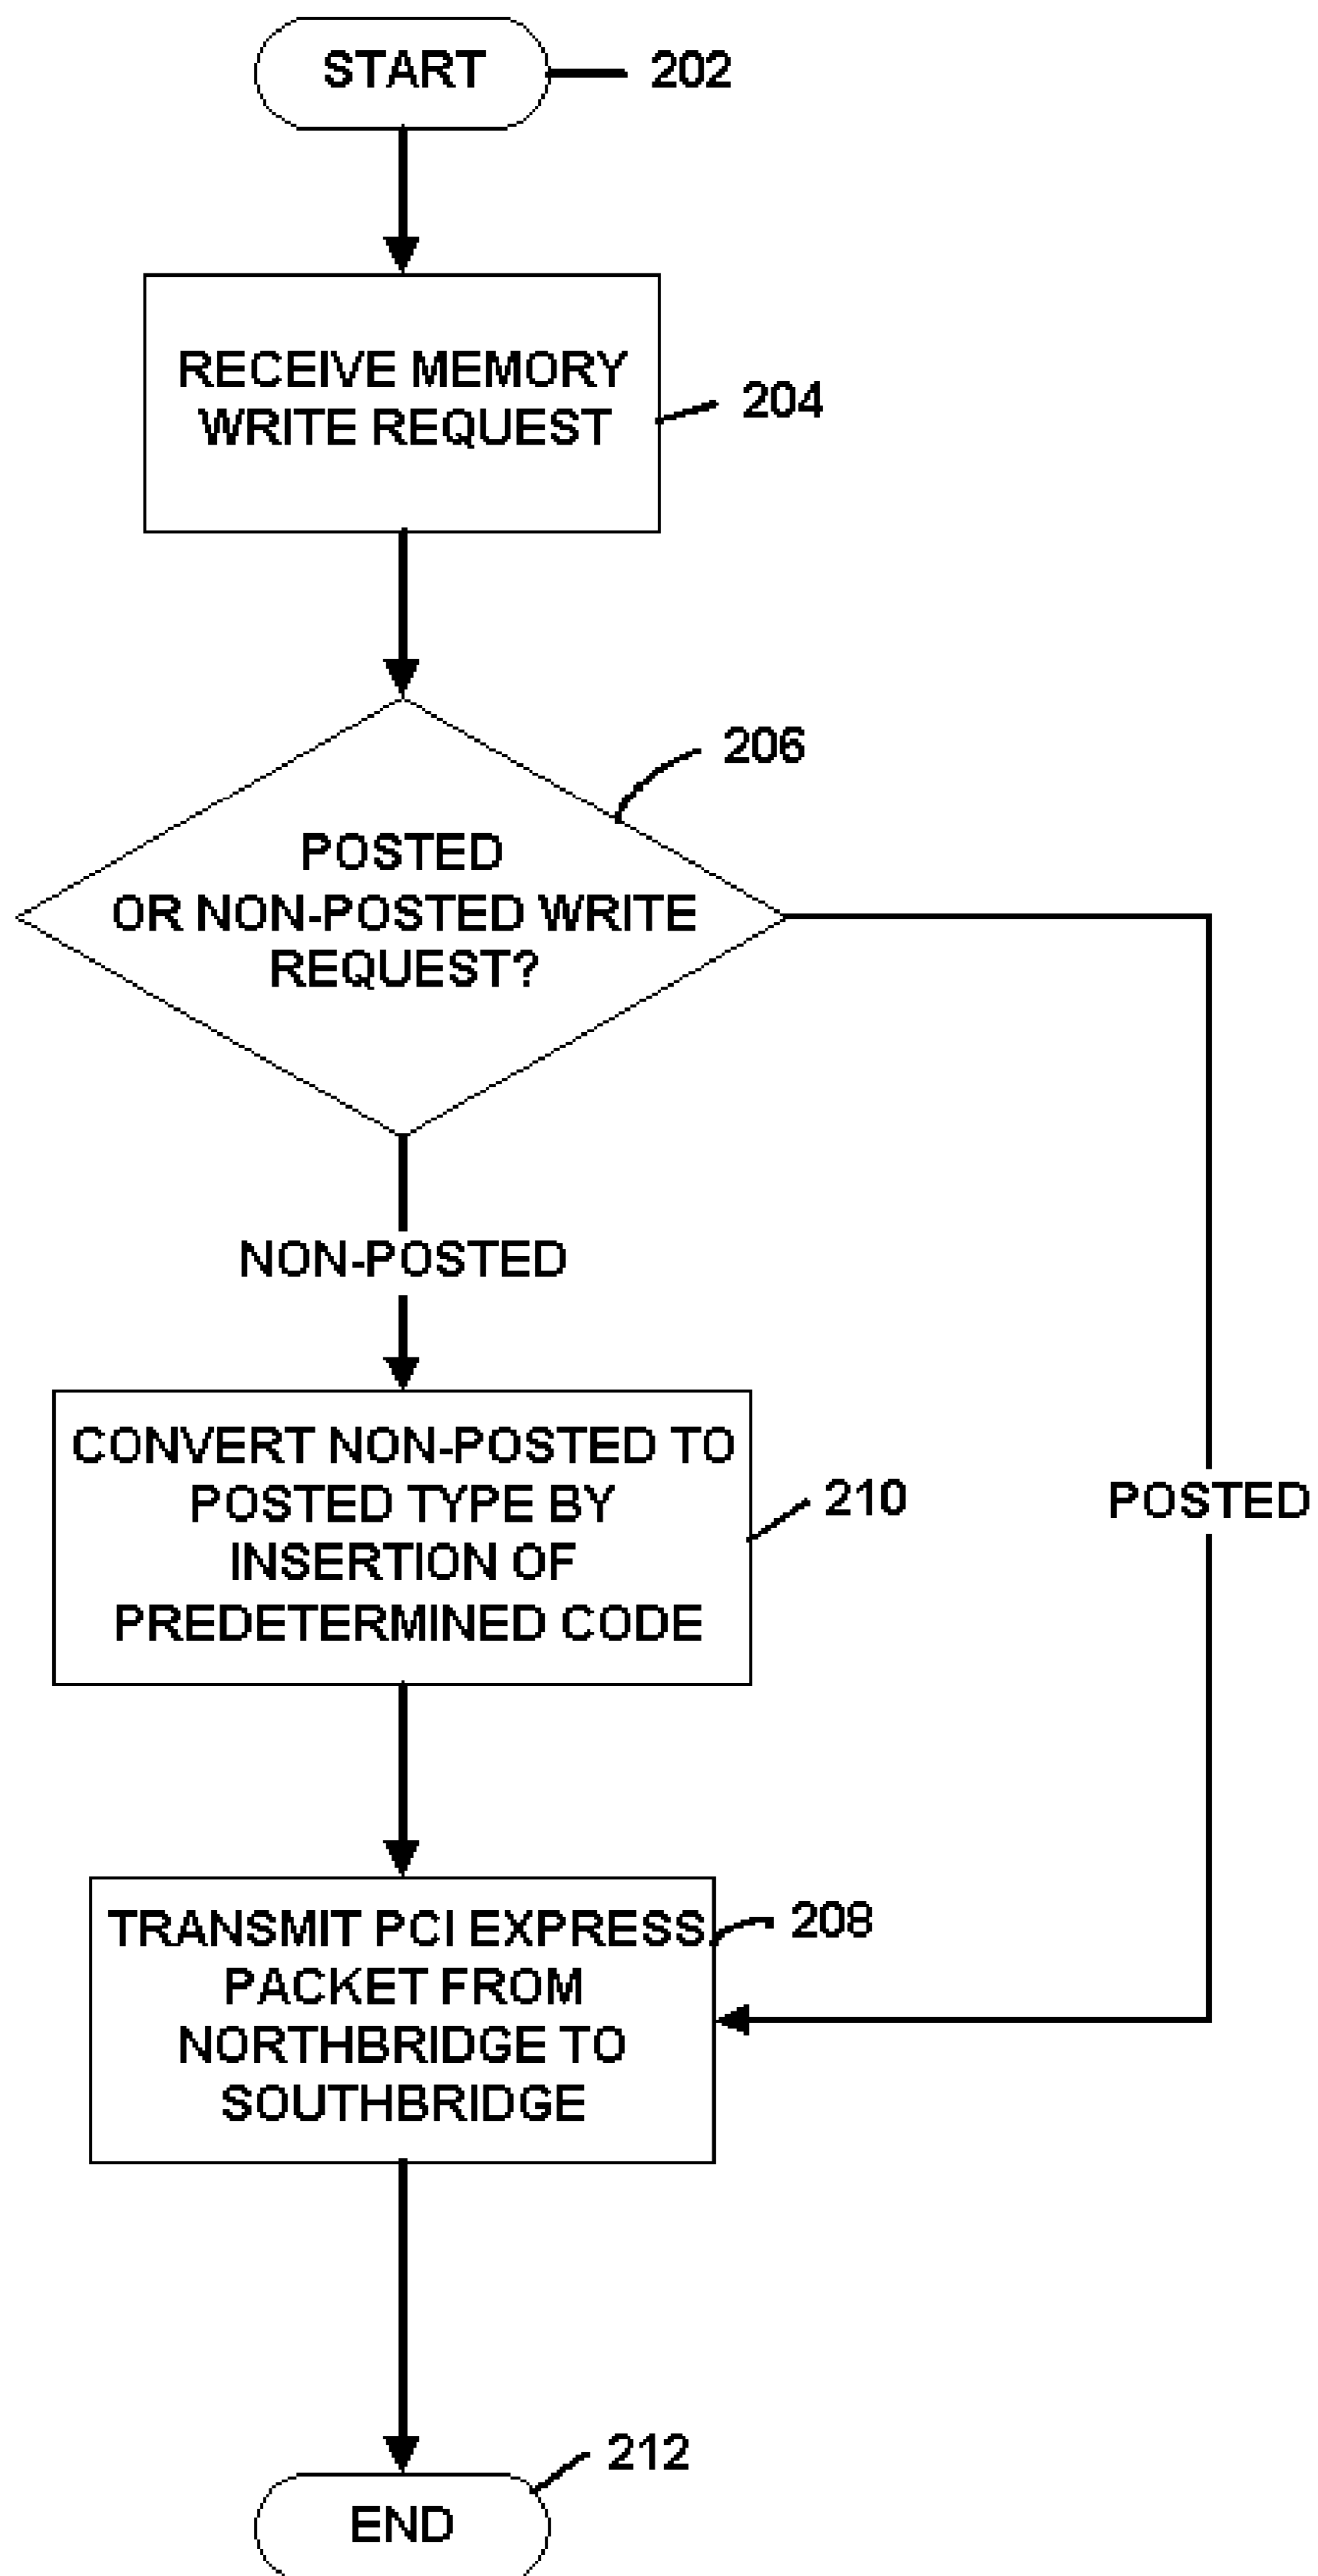 START
202
RECEIVE MEMORY
WRITE REQUEST
204
206
POSTED
OR NON-POSTED WRITE
REQUEST?
NON-POSTED
CONVERT NON-POSTED TO
POSTED TYPE BY
INSERTION OF
PREDETERMINED CODE
210
POSTED
TRANSMIT PCI EXPRESS
PACKET FROM
NORTHBRIDGE TO
SOUTHBRIDGE
208
212
END